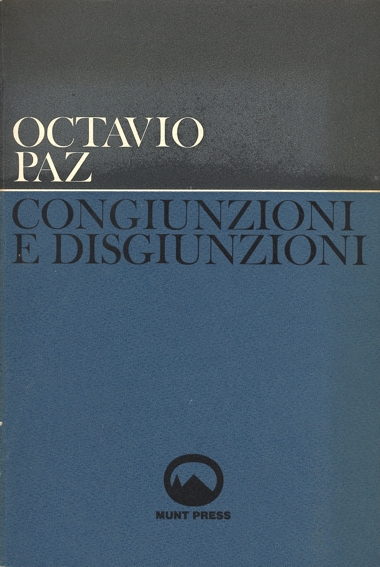 OCTAVIO
PAZ
CONGIUNZIONI
E DISGIUNZIONI
MUNT PRESS